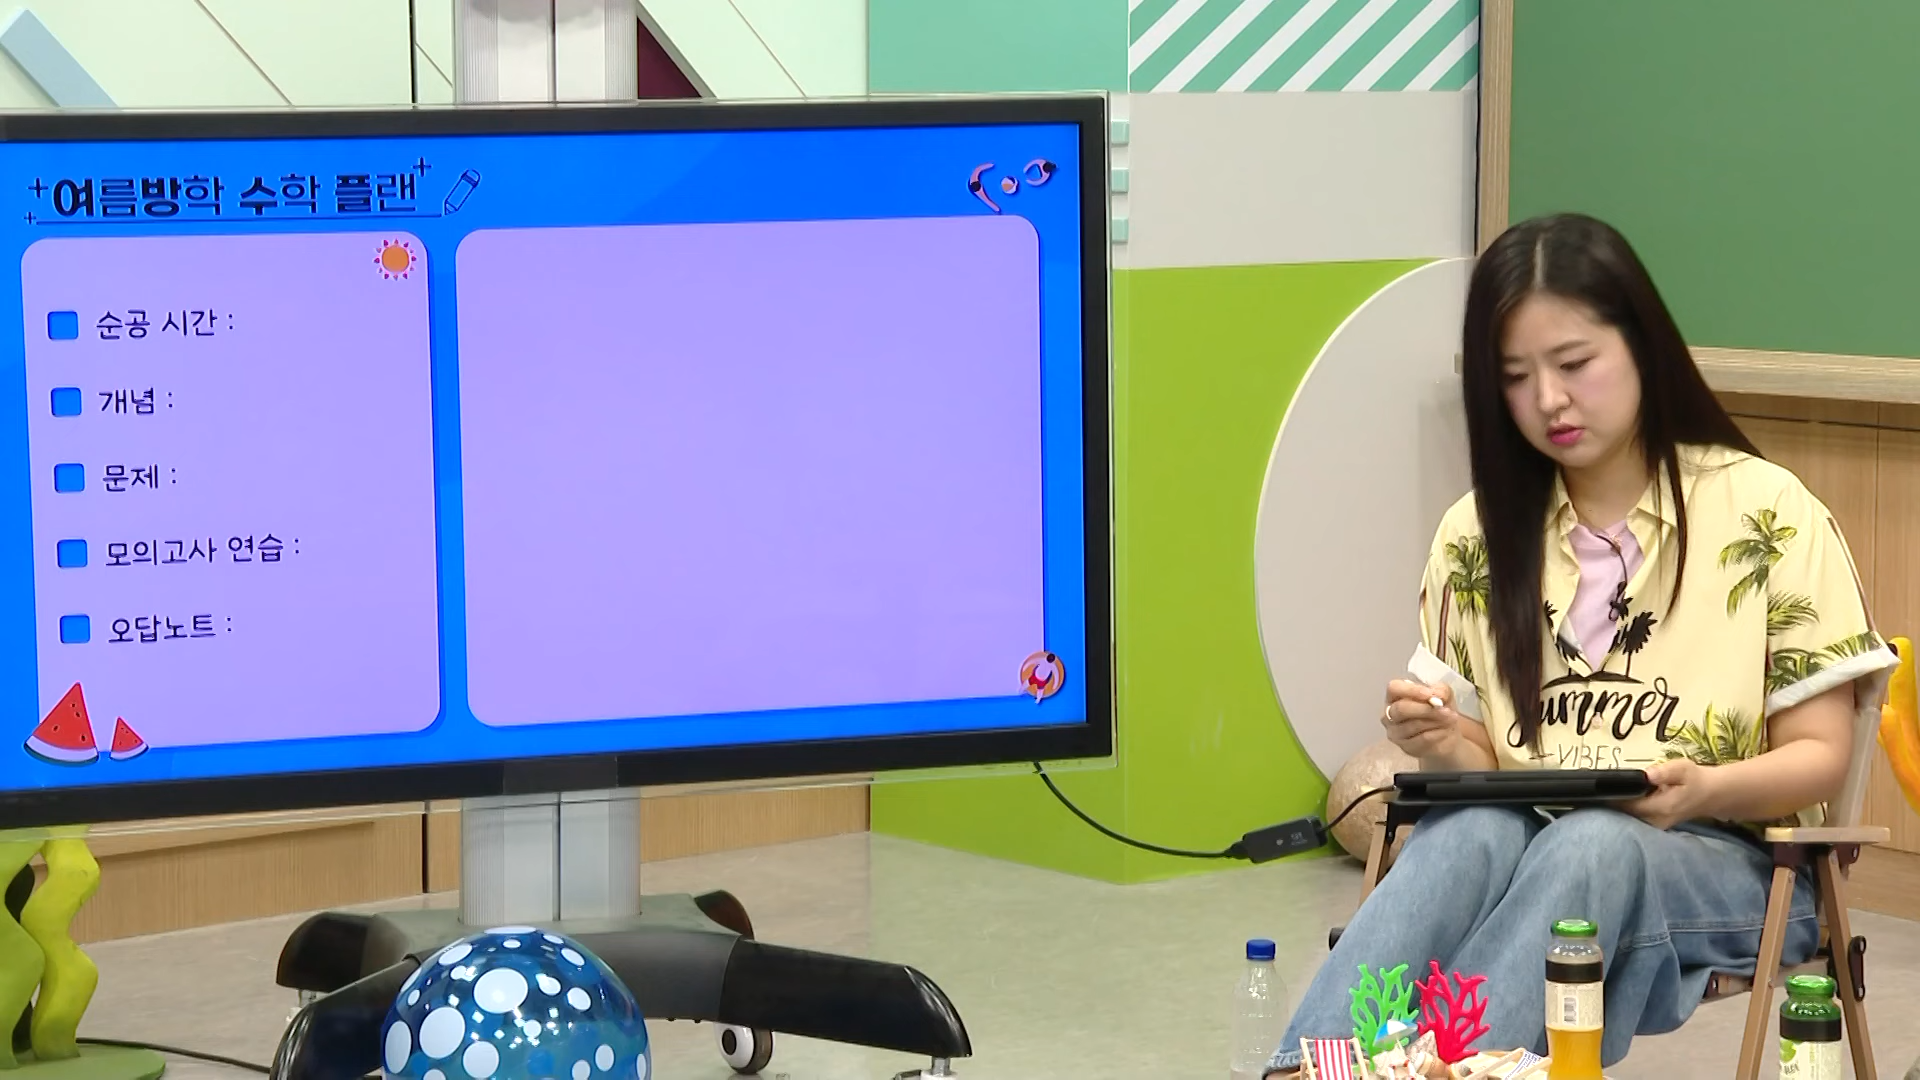 여름방학 수학 플랜
순공 시간 :
개념 :
문제 :
모의고사 연습 :
오답노트 :
summer
VIBES